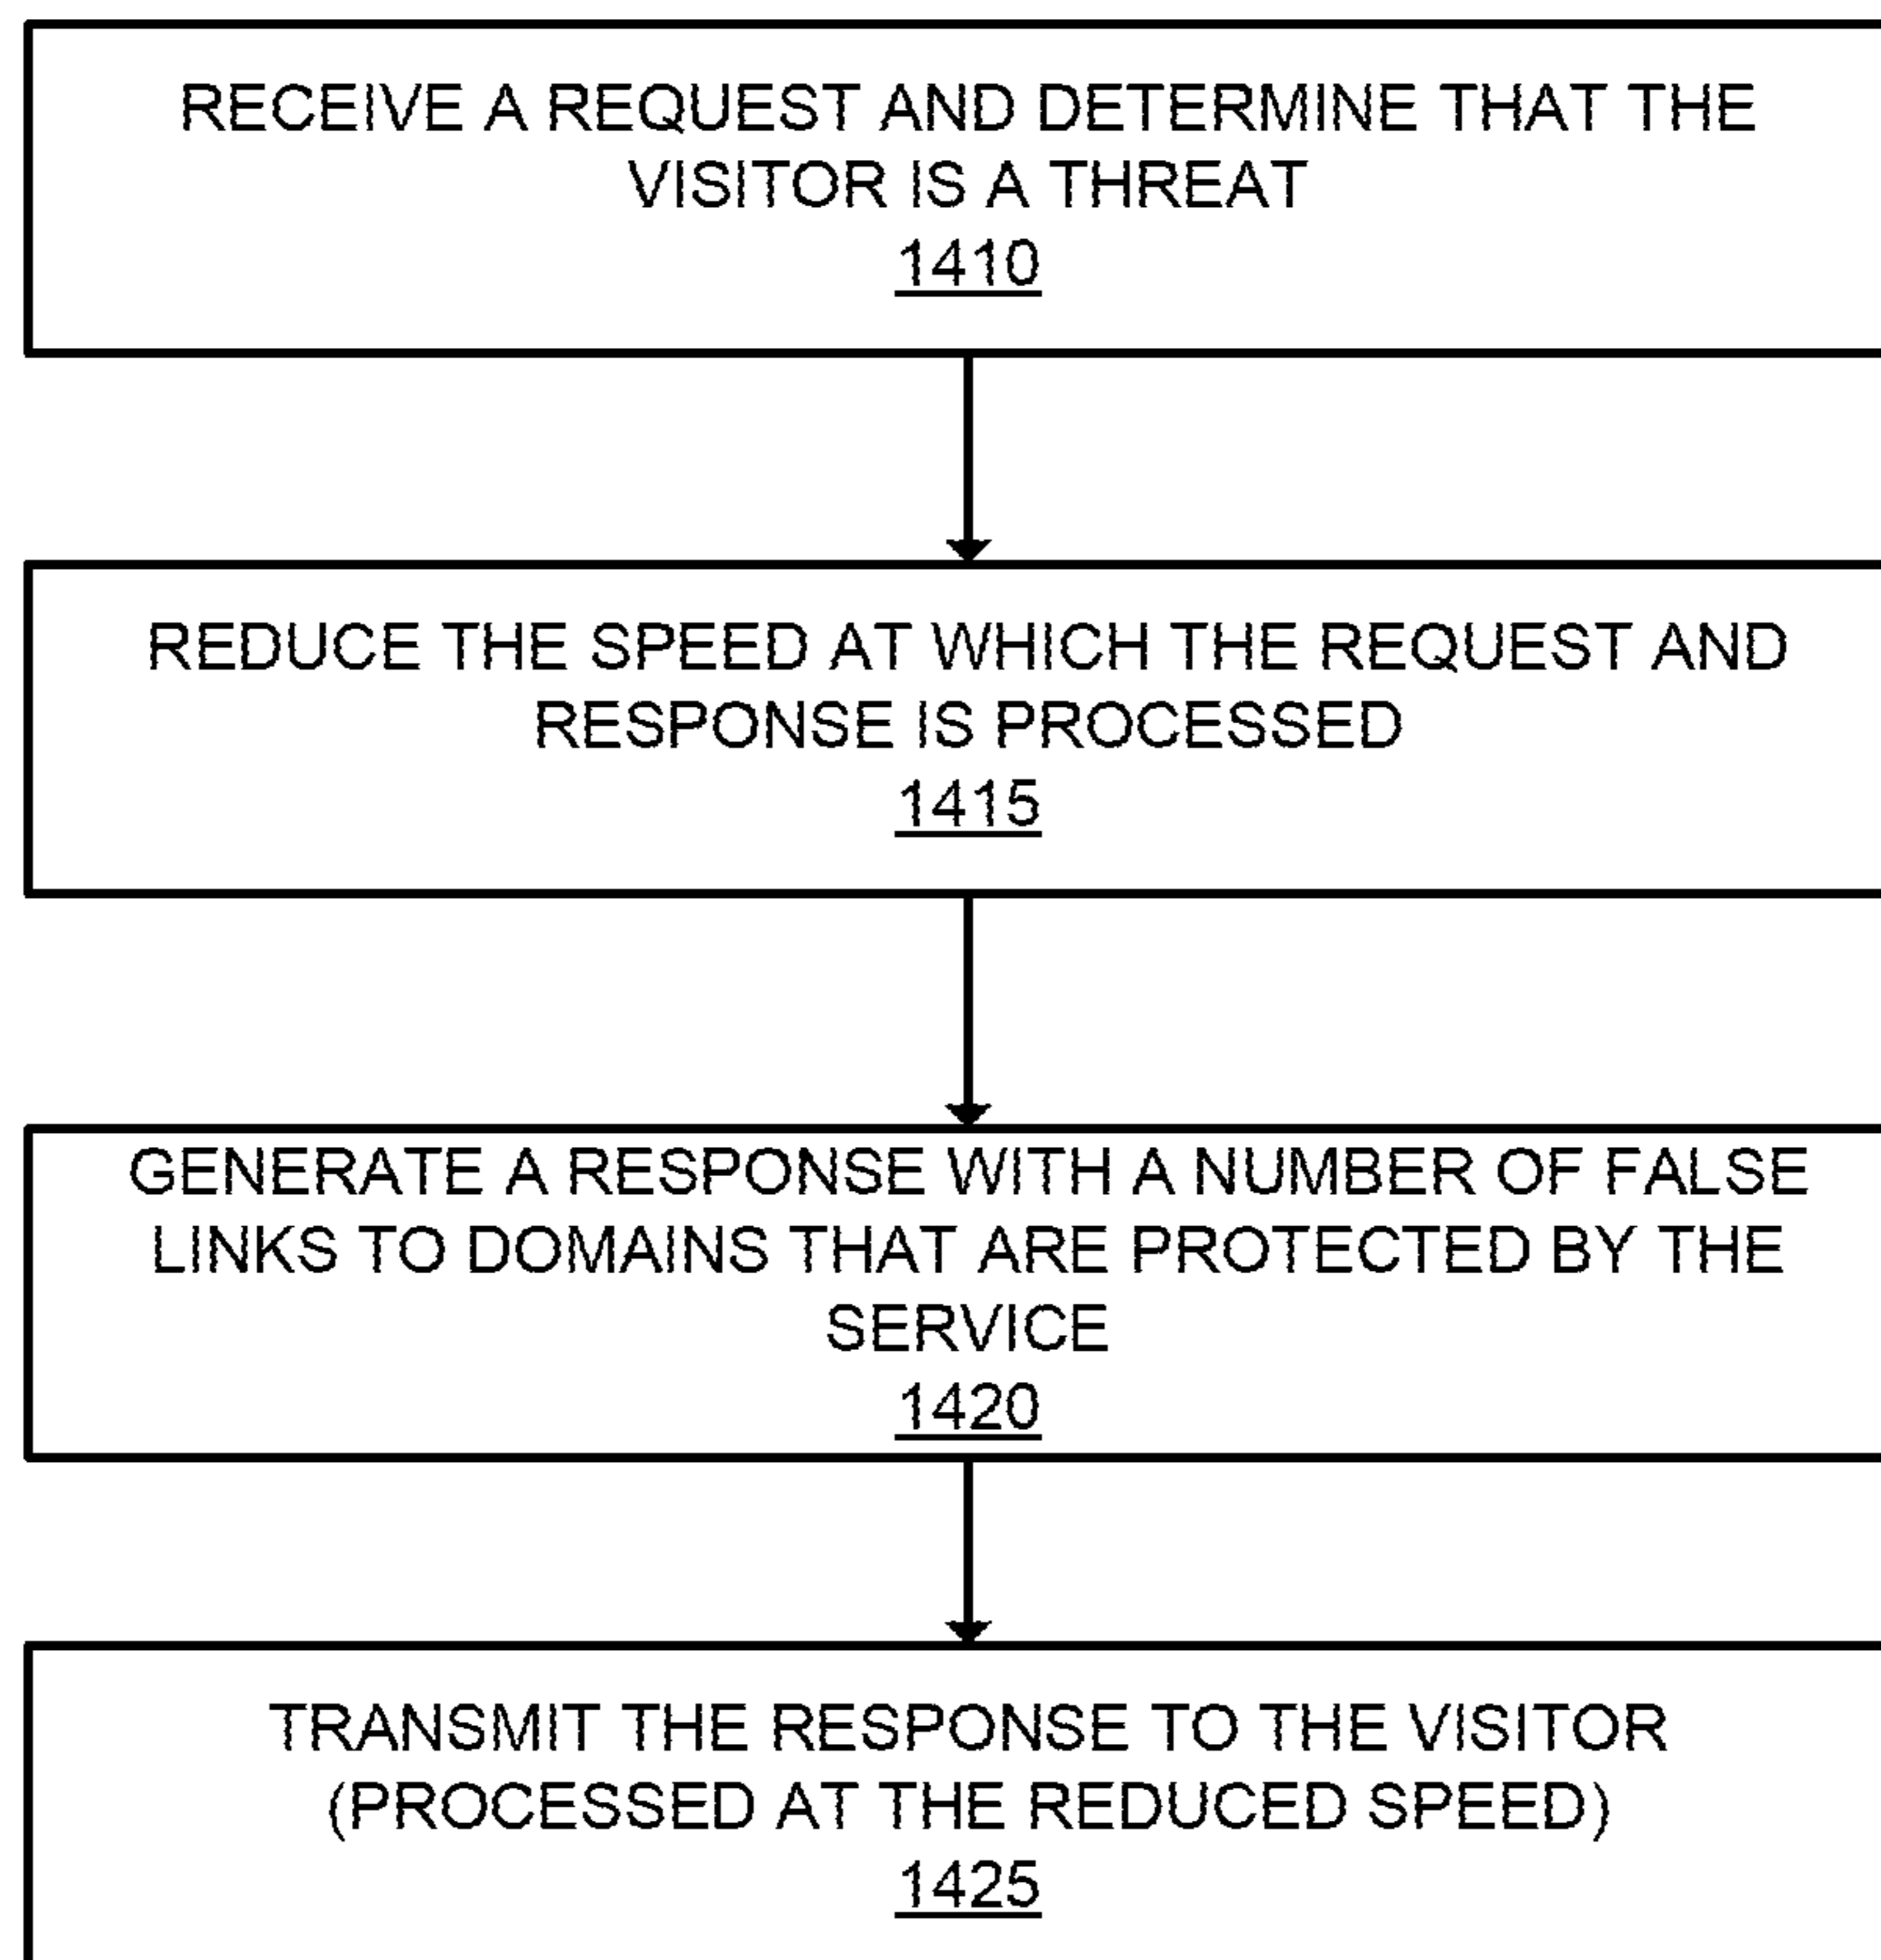 RECEIVE A REQUEST AND DETERMINE THAT THE
VISITOR IS A THREAT
1410
REDUCE THE SPEED AT WHICH THE REQUEST AND
RESPONSE IS PROCESSED
1415
GENERATE A RESPONSE WITH A NUMBER OF FALSE
LINKS TO DOMAINS THAT ARE PROTECTED BY THE
SERVICE
1420
TRANSMIT THE RESPONSE TO THE VISITOR
(PROCESSED AT THE REDUCED SPEED)
1425